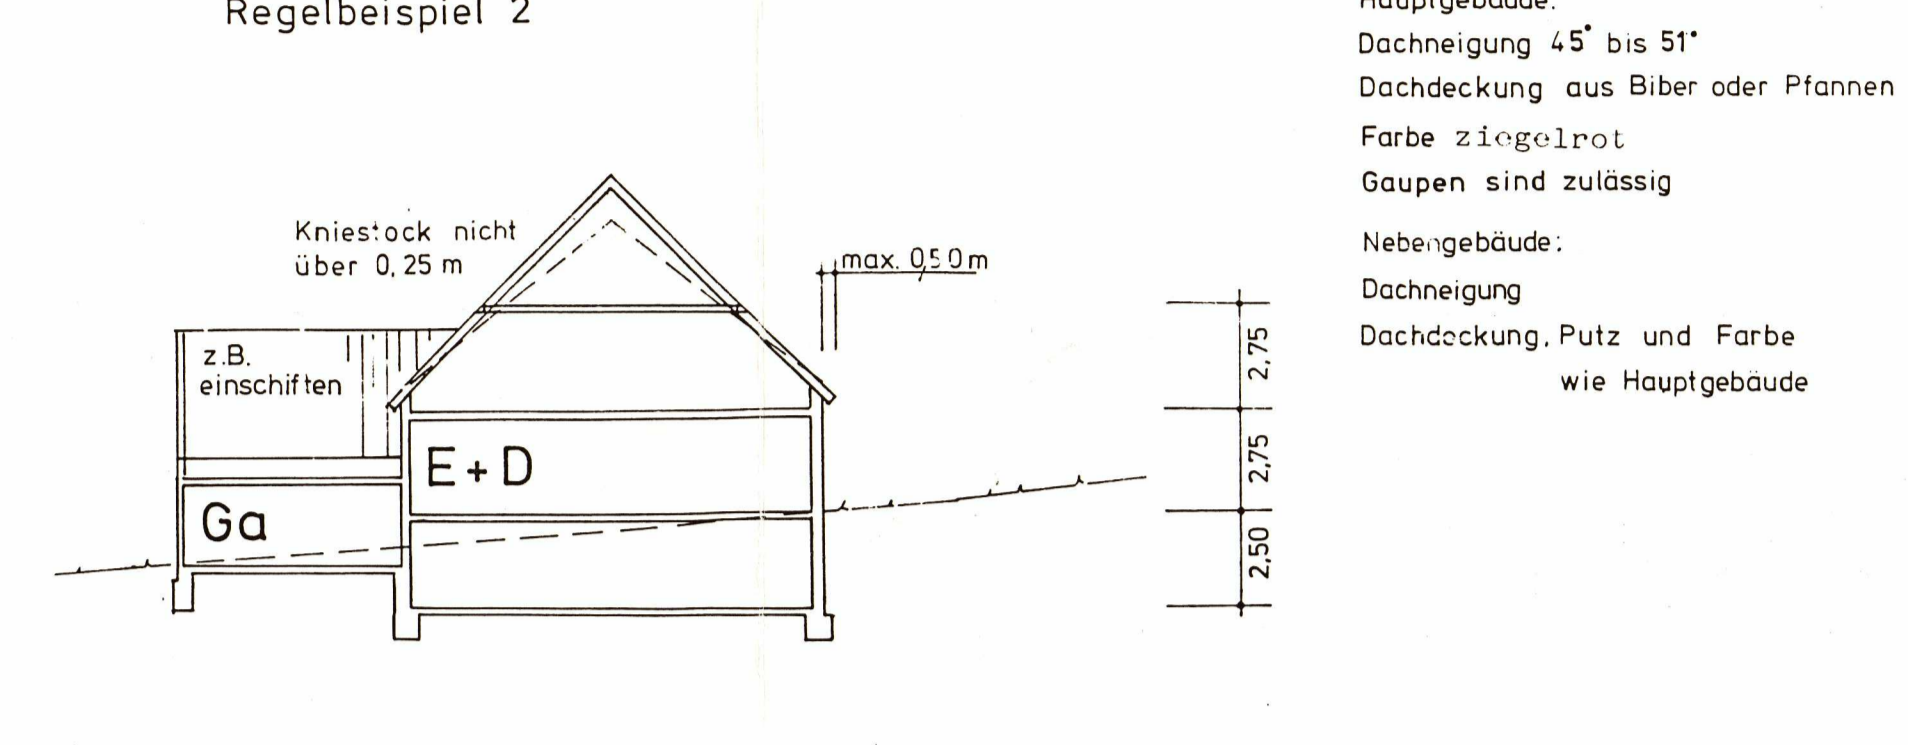 Regelbeispiel 2
Hauptgebäude:
Dachneigung 45° bis 51°
Dachdeckung aus Biber oder Pfannen
Farbe ziegelrot
Gaupen sind zulässig
Nebengebäude:
Dachneigung
Dachdeckung, Putz und Farbe
wie Hauptgebäude
Kniestock nicht
über 0,25 m
max. 0,50m
z.B.
einschiften
E+D
Ga
2,75
2,75
2,50